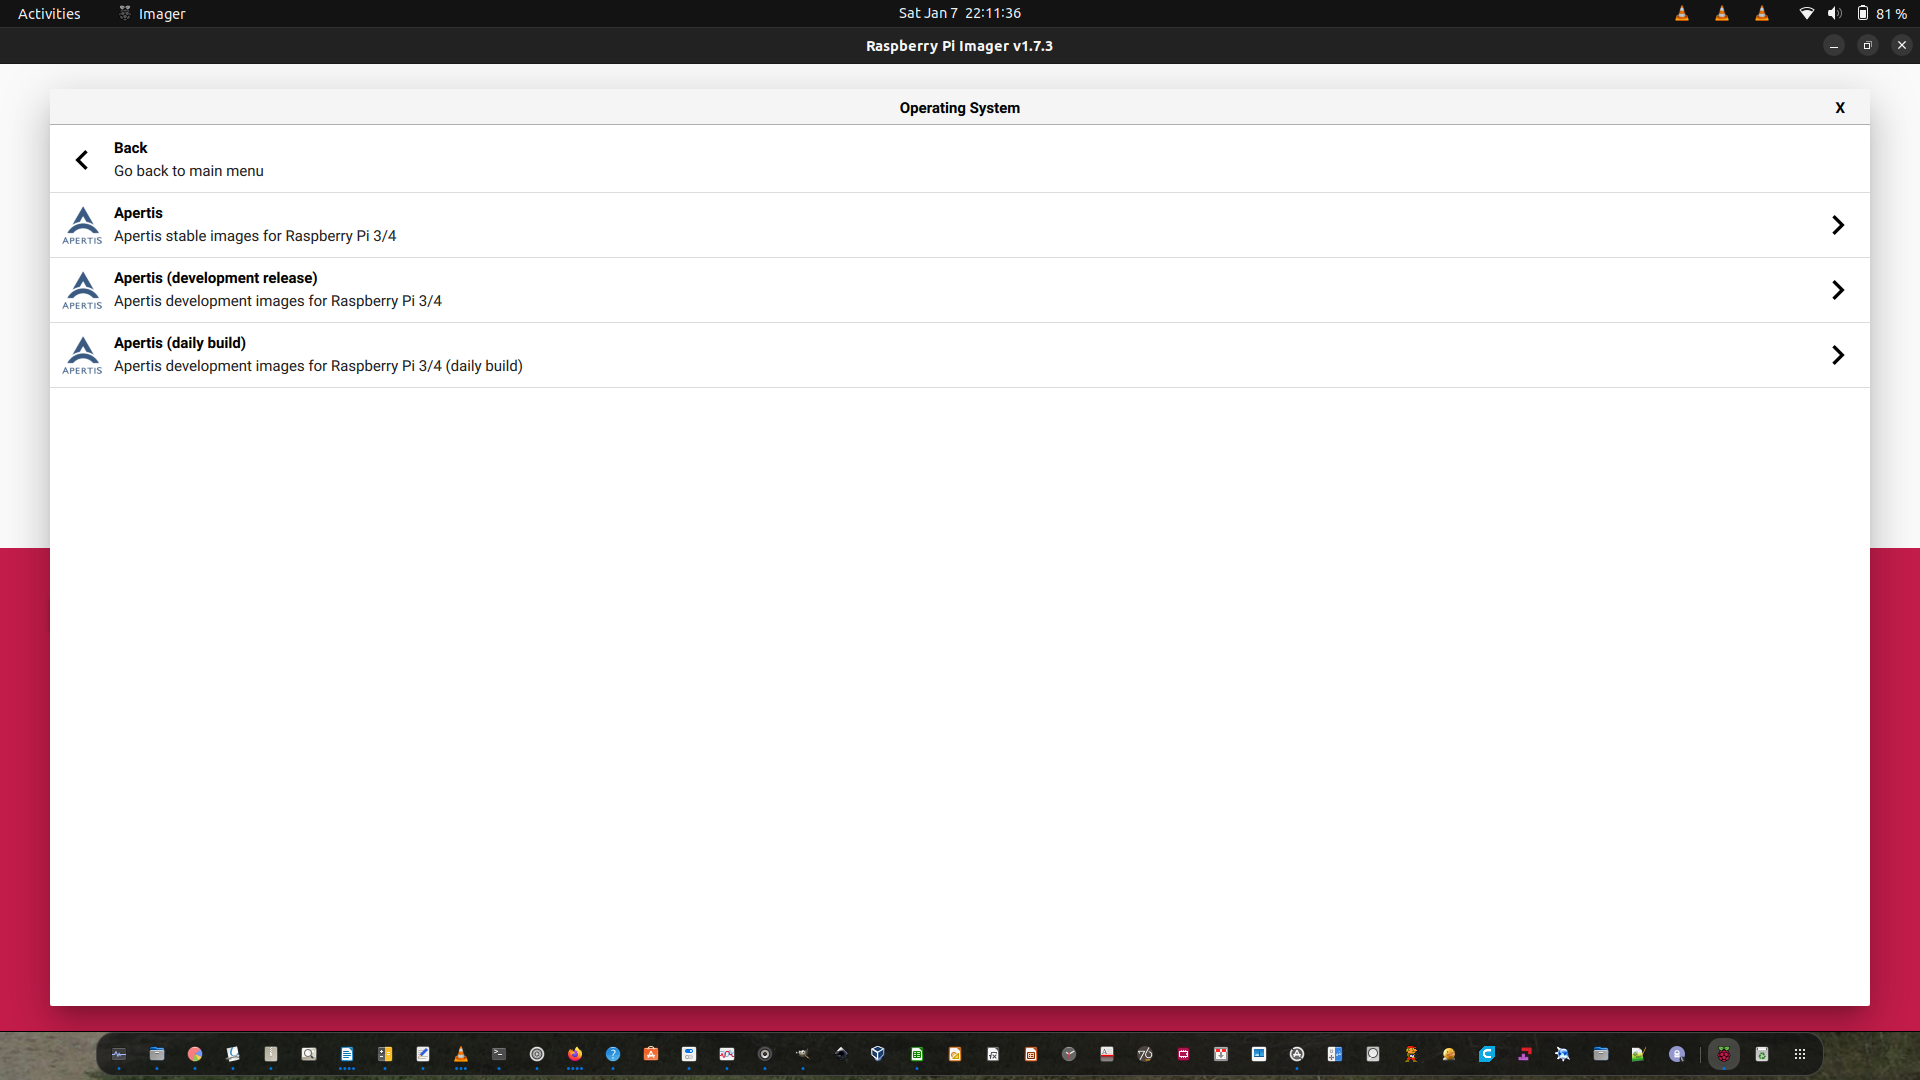 Activities Imager Sat Jan 7 22:11:36 81 %
Raspberry Pi Imager v1.7.3
Operating System X
Back
Go back to main menu
Apertis
Apertis stable images for Raspberry Pi 3/4
APERTIS
Apertis (development release)
Apertis development images for Raspberry Pi 3/4
APERTIS
Apertis (daily build)
Apertis development images for Raspberry Pi 3/4 (daily build)
APERTIS